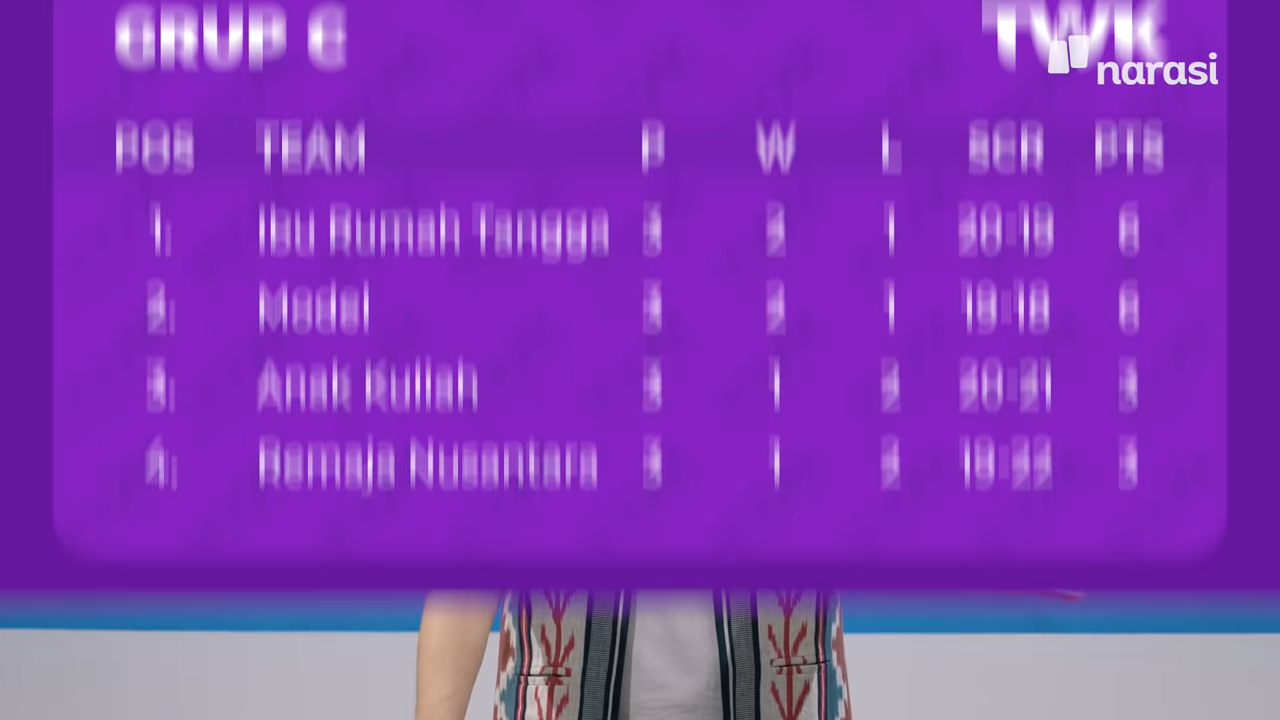 GRUP
TWK
narasi
POS TEAM P W L SCR PTS
1. Ibu Rumah Tangga 3 2 1 6
2. Model 3 2 1 6
3. Anak Kuliah 3 1 2 3
4. Remaja Nusantara 3 1 2 3